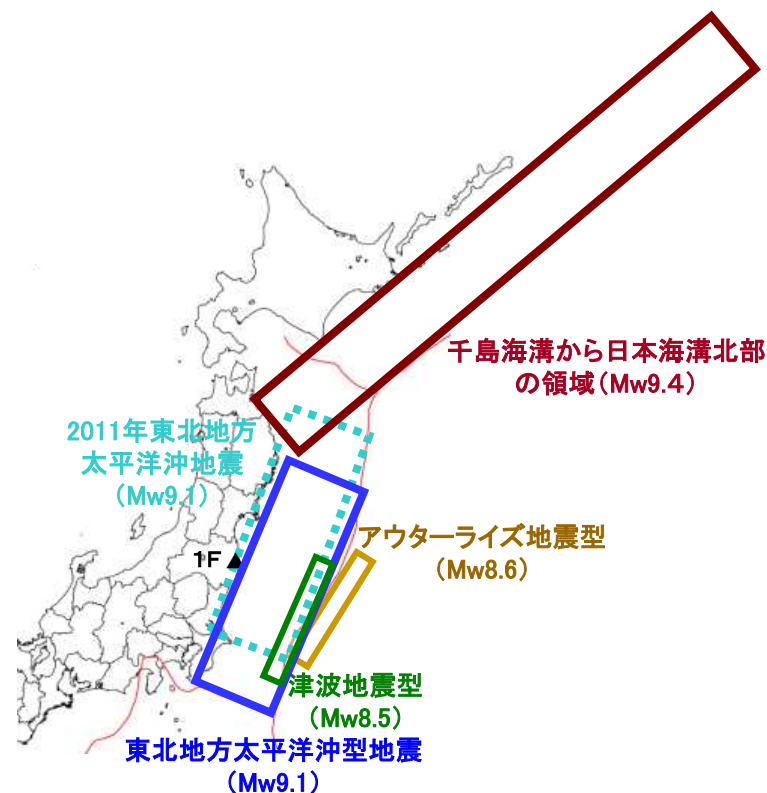 千島海溝から日本海溝北部
の領域（Mw9.4）
2011年東北地方
太平洋沖地震
（Mw9.1）
アウターライズ地震型
（Mw8.6）
1F
津波地震型
（Mw8.5）
東北地方太平洋沖型地震
（Mw9.1）